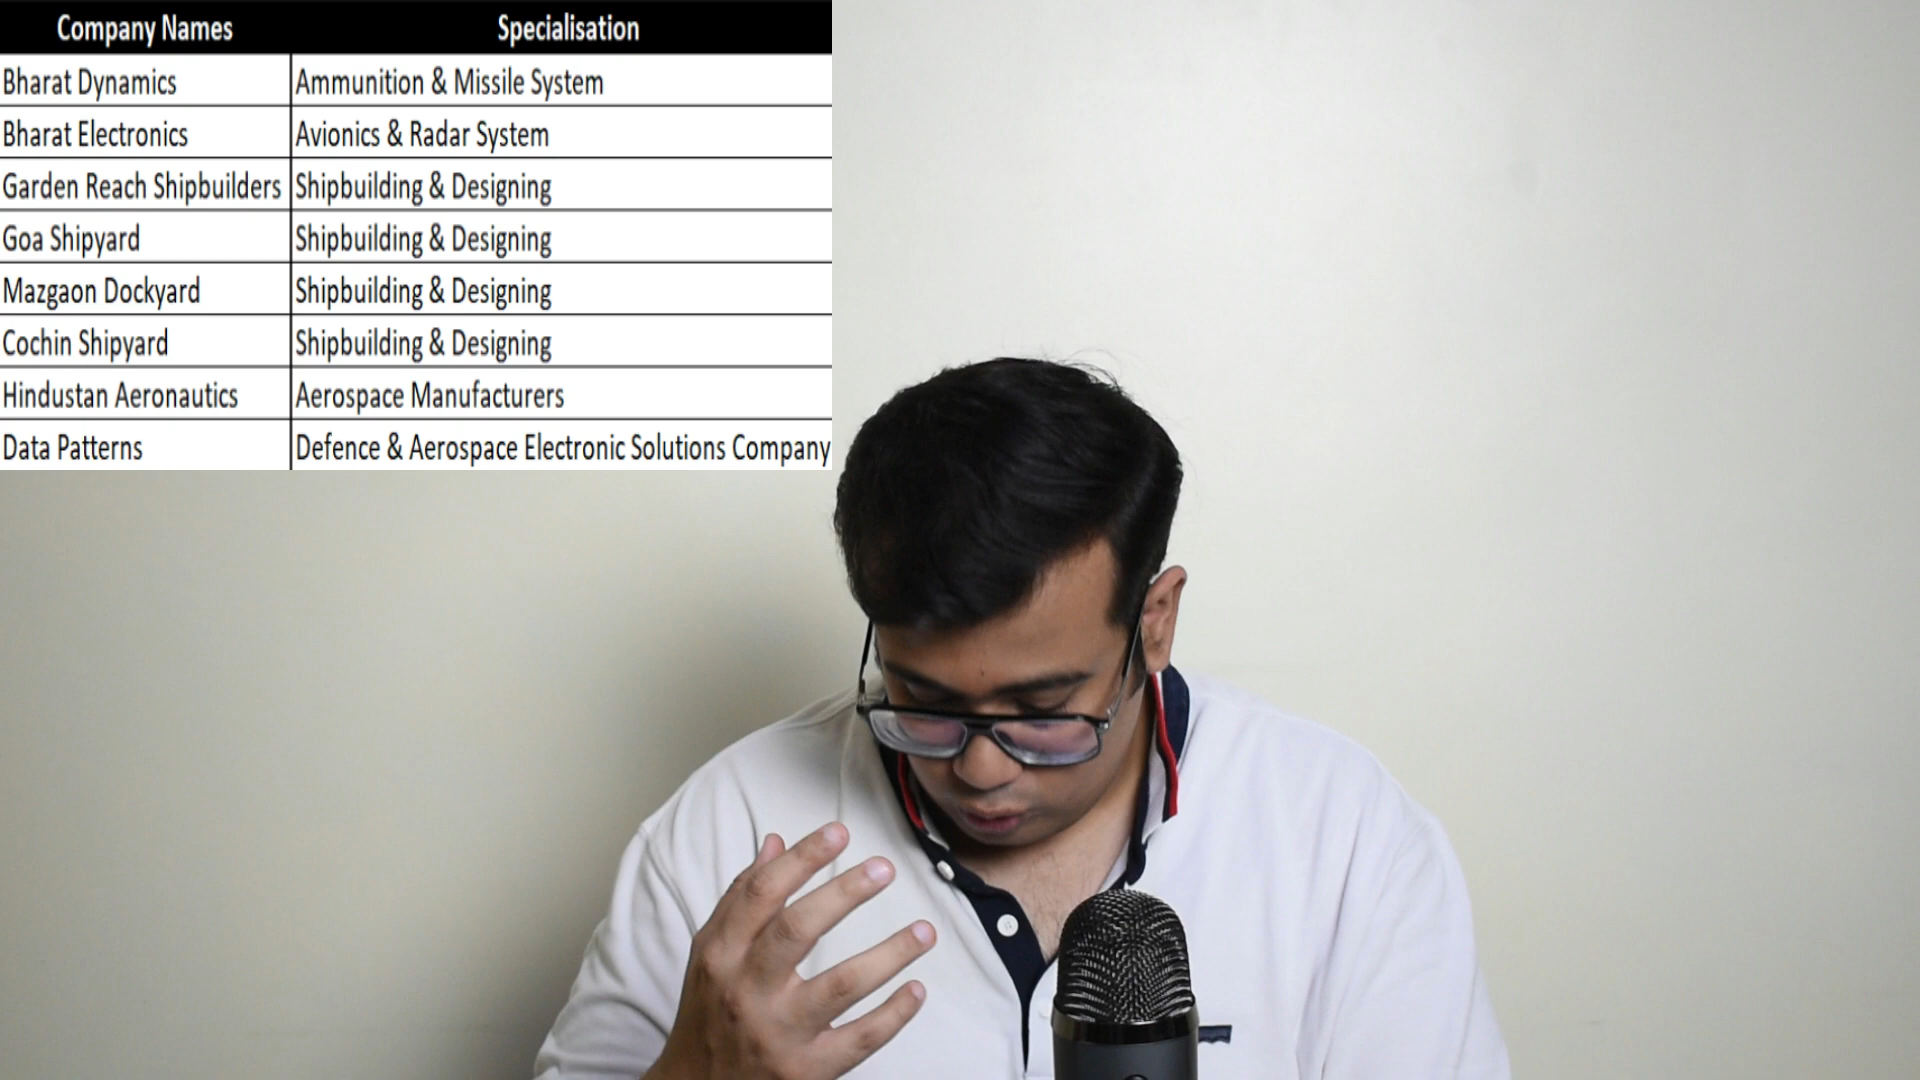 Company Names Specialisation
Bharat Dynamics Ammunition & Missile System
Bharat Electronics Avionics & Radar System
Garden Reach Shipbuilders Shipbuilding & Designing
Goa Shipyard Shipbuilding & Designing
Mazgaon Dockyard Shipbuilding & Designing
Cochin Shipyard Shipbuilding & Designing
Hindustan Aeronautics Aerospace Manufacturers
Data Patterns Defence & Aerospace Electronic Solutions Company